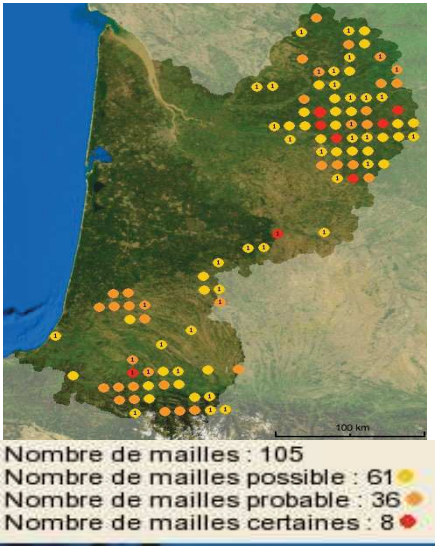 100 km
Nombre de mailles : 105
Nombre de mailles possible : 61
Nombre de mailles probable : 36
Nombre de mailles certaines : 8